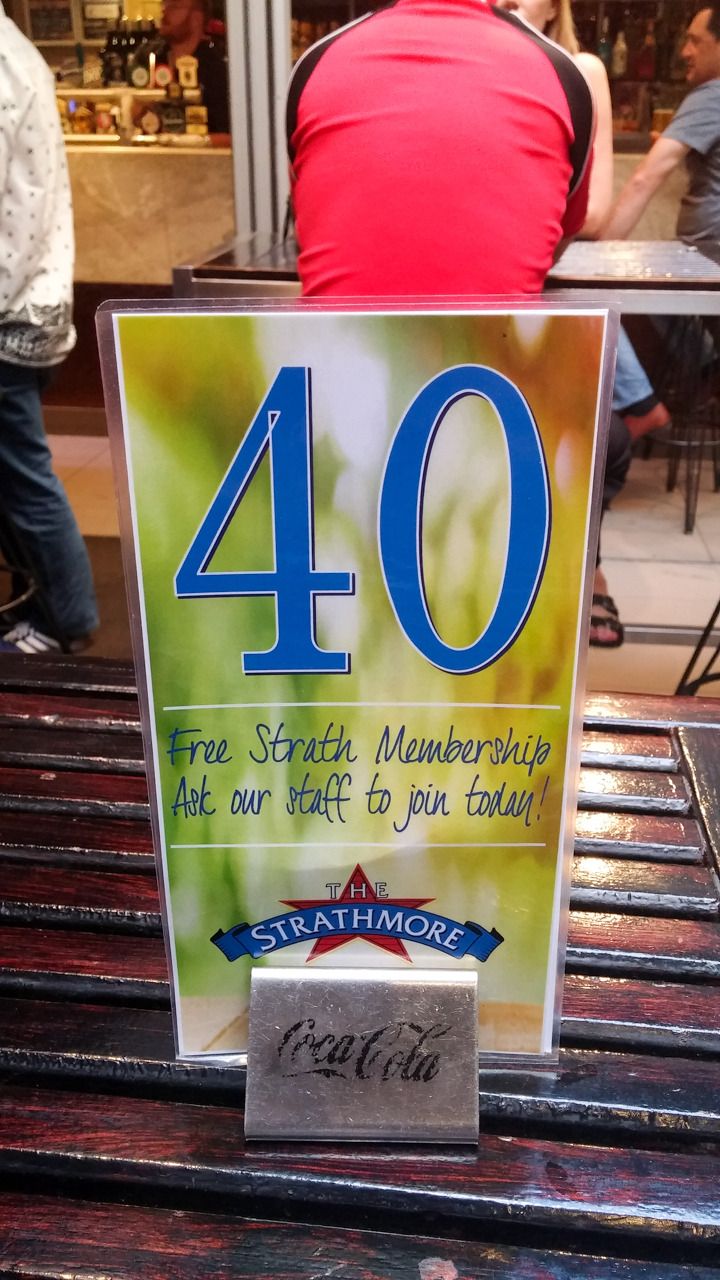 40
Free Strath Membership
Ask our staff to join today!
THE
STRATHMORE
Coca-Cola